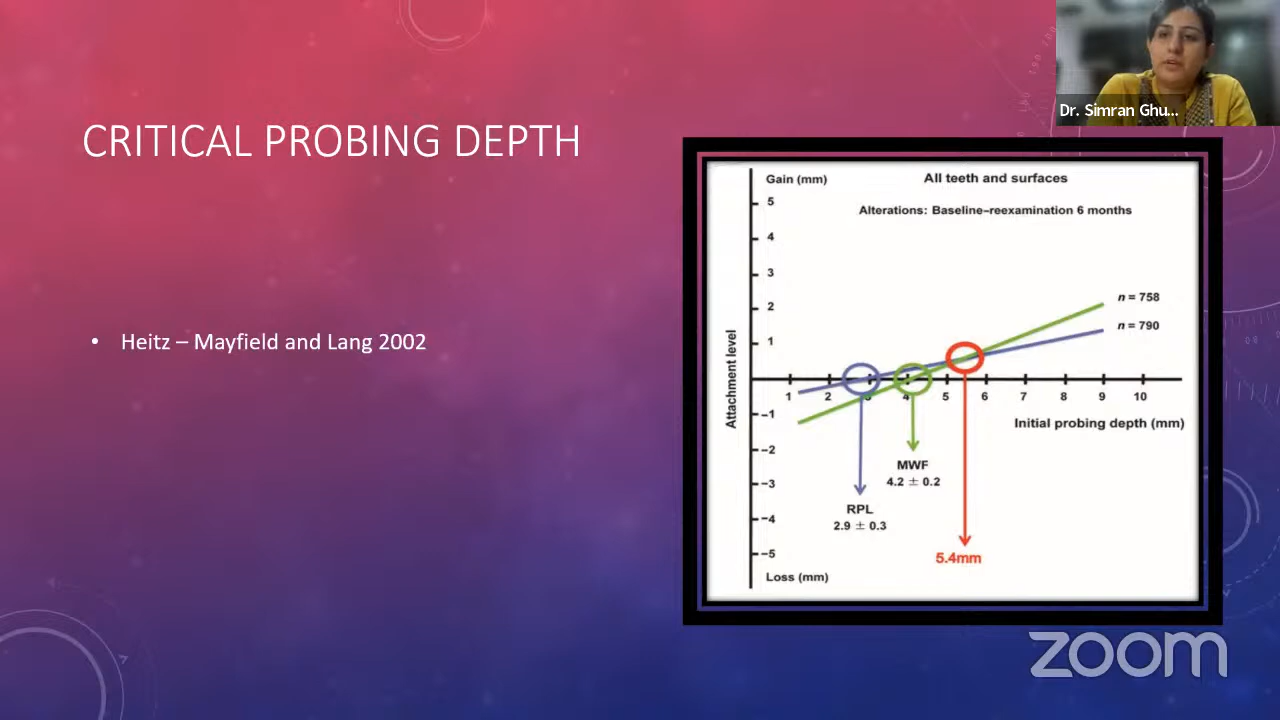 CRITICAL PROBING DEPTH
• Heitz – Mayfield and Lang 2002
Dr. Simran Ghu...
Gain (mm)
All teeth and surfaces
Alterations: Baseline–reexamination 6 months
5
4
3
2
1
–1
–2
–3
–4
–5
Attachment level
n = 758
n = 790
1 2 3 4 5 6 7 8 9 10
Initial probing depth (mm)
MWF
4.2 ± 0.2
RPL
2.9 ± 0.3
5.4mm
Loss (mm)
zoom